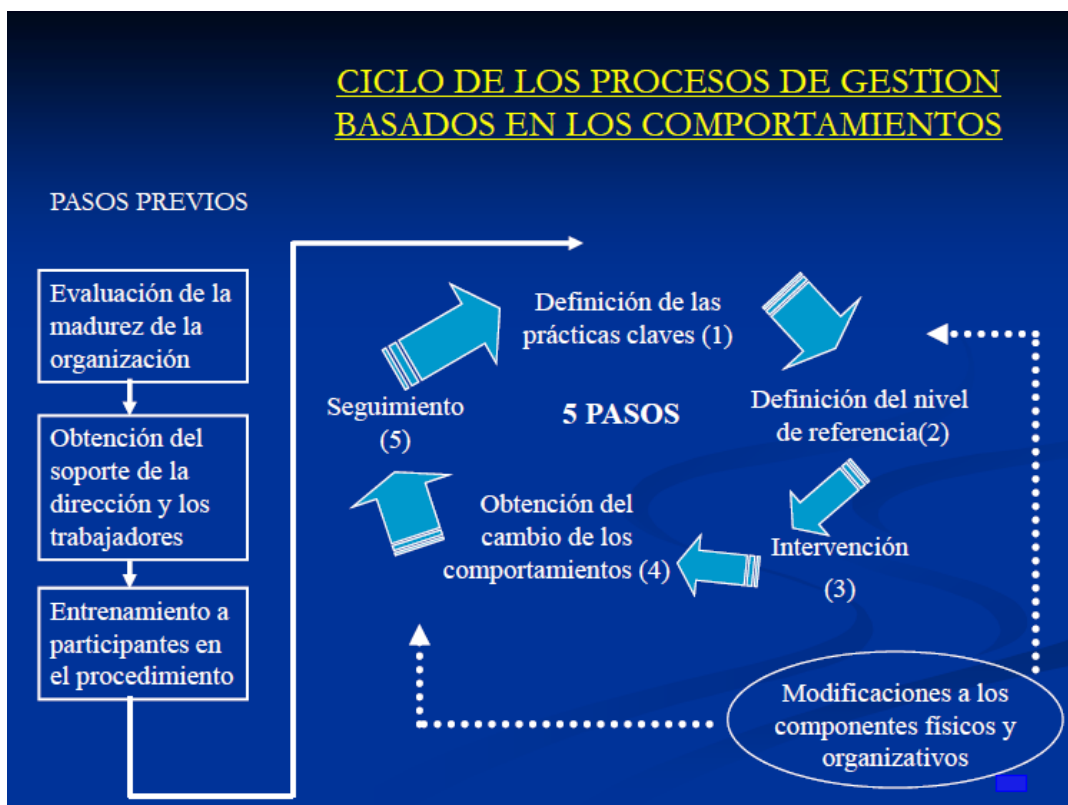 CICLO DE LOS PROCESOS DE GESTION
BASADOS EN LOS COMPORTAMIENTOS
PASOS PREVIOS
Evaluación de la
madurez de la
organización
Obtención del
soporte de la
dirección y los
trabajadores
Entrenamiento a
participantes en
el procedimiento
Definición de las
prácticas claves (1)
Definición del nivel
de referencia(2)
Intervención
(3)
Obtención del
cambio de los
comportamientos (4)
Seguimiento
(5)
5 PASOS
Modificaciones a los
componentes físicos y
organizativos